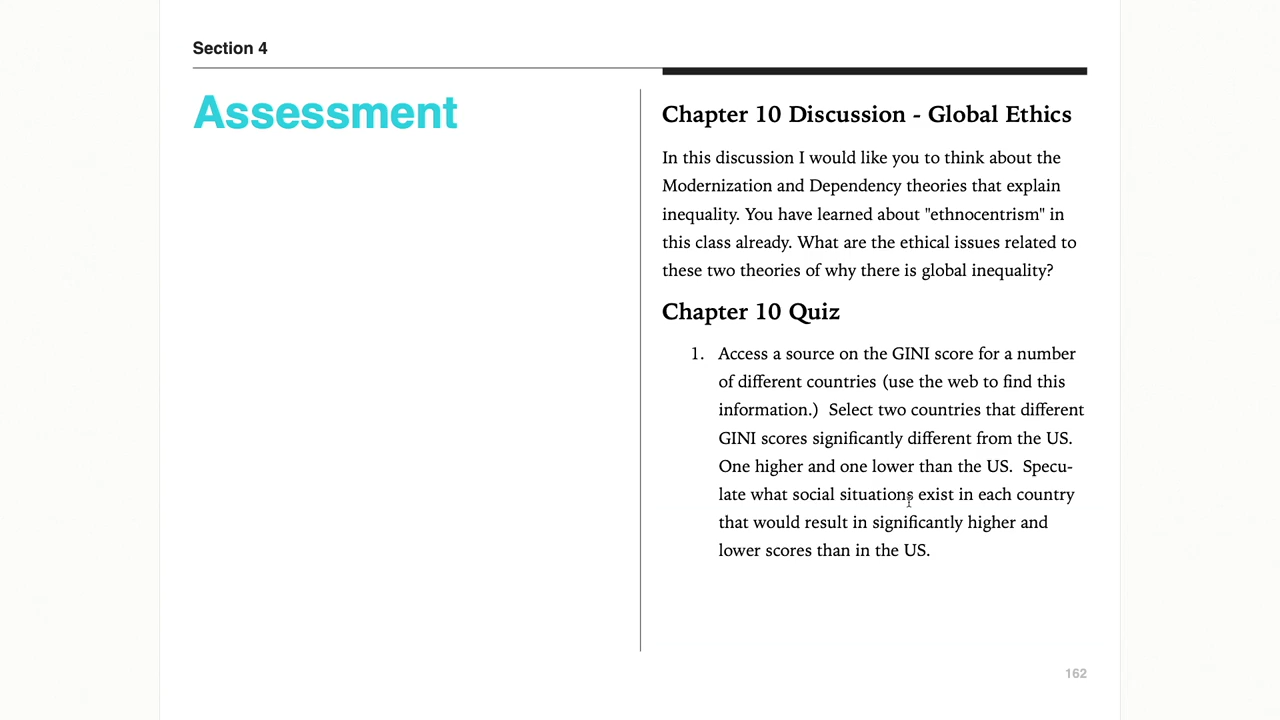 Section 4
Assessment
Chapter 10 Discussion - Global Ethics
In this discussion I would like you to think about the
Modernization and Dependency theories that explain
inequality. You have learned about "ethnocentrism" in
this class already. What are the ethical issues related to
these two theories of why there is global inequality?
Chapter 10 Quiz
1. Access a source on the GINI score for a number
of different countries (use the web to find this
information.)  Select two countries that different
GINI scores significantly different from the US.
One higher and one lower than the US.  Specu-
late what social situations exist in each country
that would result in significantly higher and
lower scores than in the US.
162